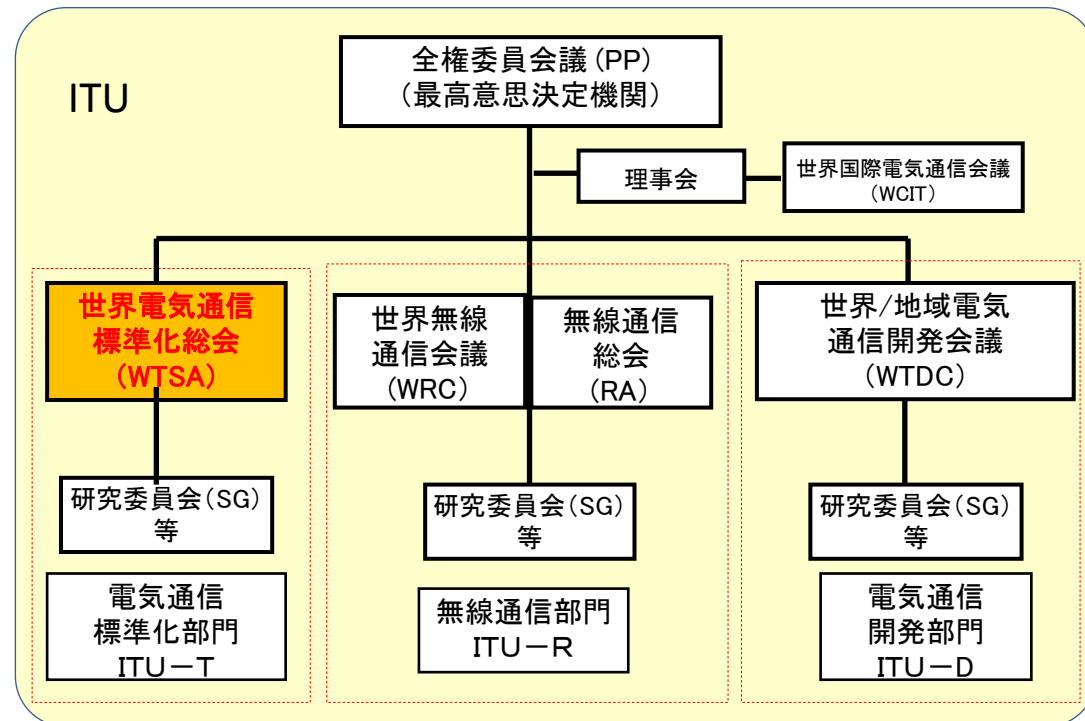 ITU
全権委員会議(PP)
(最高意思決定機関)
理事会
世界国際電気通信会議
(WCIT)
世界電気通信
標準化総会
(WTSA)
世界無線
通信会議
(WRC)
無線通信
総会
(RA)
世界/地域電気
通信開発会議
(WTDC)
研究委員会(SG)
等
研究委員会(SG)
等
研究委員会(SG)
等
電気通信
標準化部門
ITU-T
無線通信部門
ITU-R
電気通信
開発部門
ITU-D